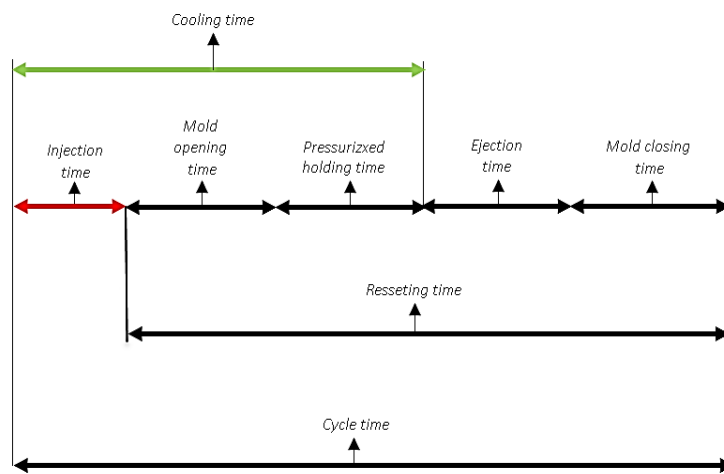 Cooling time
Injection
time
Mold
opening
time
Pressurizxed
holding time
Ejection
time
Mold closing
time
Resseting time
Cycle time